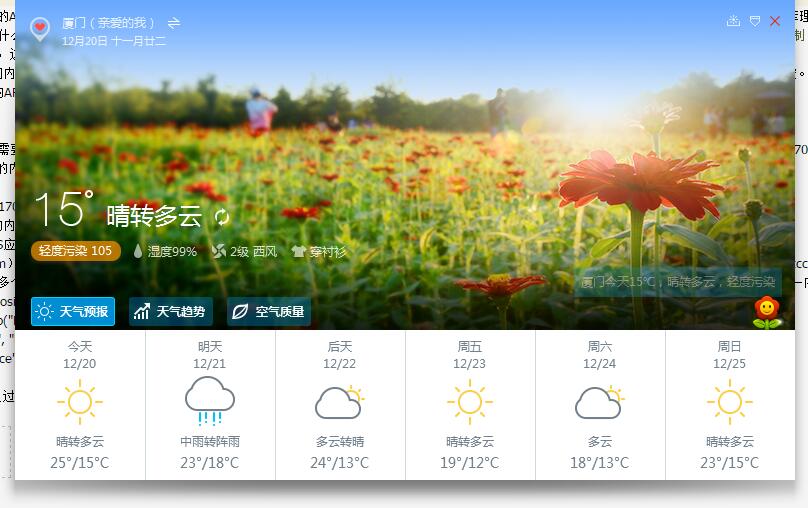 厦门（亲爱的我）
12月20日 十一月廿二
15°
晴转多云
轻度污染 105
湿度99%
2级 西风
穿衬衫
厦门今天15℃，晴转多云，轻度污染
天气预报
天气趋势
空气质量
今天
12/20
晴转多云
25°/15°C
明天
12/21
中雨转阵雨
23°/18°C
后天
12/22
多云转晴
24°/13°C
周五
12/23
晴转多云
19°/12°C
周六
12/24
多云
18°/13°C
周日
12/25
晴转多云
23°/15°C